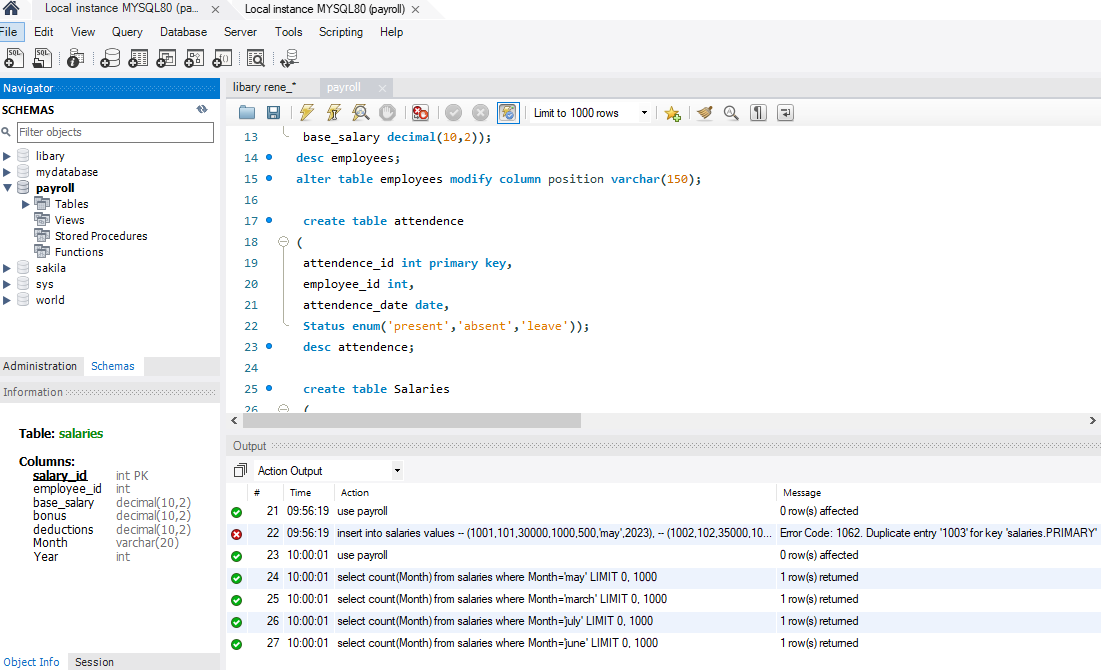 Local instance MYSQL80 (pa... Local instance MYSQL80 (payroll)
File Edit View Query Database Server Tools Scripting Help
Navigator
SCHEMAS
Filter objects
libary
mydatabase
payroll
Tables
Views
Stored Procedures
Functions
sakila
sys
world
Administration Schemas
Information
Table: salaries
Columns:
salary_id int PK
employee_id int
base_salary decimal(10,2)
bonus decimal(10,2)
deductions decimal(10,2)
Month varchar(20)
Year int
Object Info Session
libary rene_* payroll
Limit to 1000 rows
13 base_salary decimal(10,2));
14 desc employees;
15 alter table employees modify column position varchar(150);
16
17 create table attendence
18 (
19 attendence_id int primary key,
20 employee_id int,
21 attendence_date date,
22 Status enum('present','absent','leave'));
23 desc attendence;
24
25 create table Salaries
26 (
Output
Action Output
# Time Action Message
21 09:56:19 use payroll 0 row(s) affected
22 09:56:19 insert into salaries values -- (1001,101,30000,1000,500,'may',2023), -- (1002,102,35000,10... Error Code: 1062. Duplicate entry '1003' for key 'salaries.PRIMARY'
23 10:00:01 use payroll 0 row(s) affected
24 10:00:01 select count(Month) from salaries where Month='may' LIMIT 0, 1000 1 row(s) returned
25 10:00:01 select count(Month) from salaries where Month='march' LIMIT 0, 1000 1 row(s) returned
26 10:00:01 select count(Month) from salaries where Month='july' LIMIT 0, 1000 1 row(s) returned
27 10:00:01 select count(Month) from salaries where Month='june' LIMIT 0, 1000 1 row(s) returned